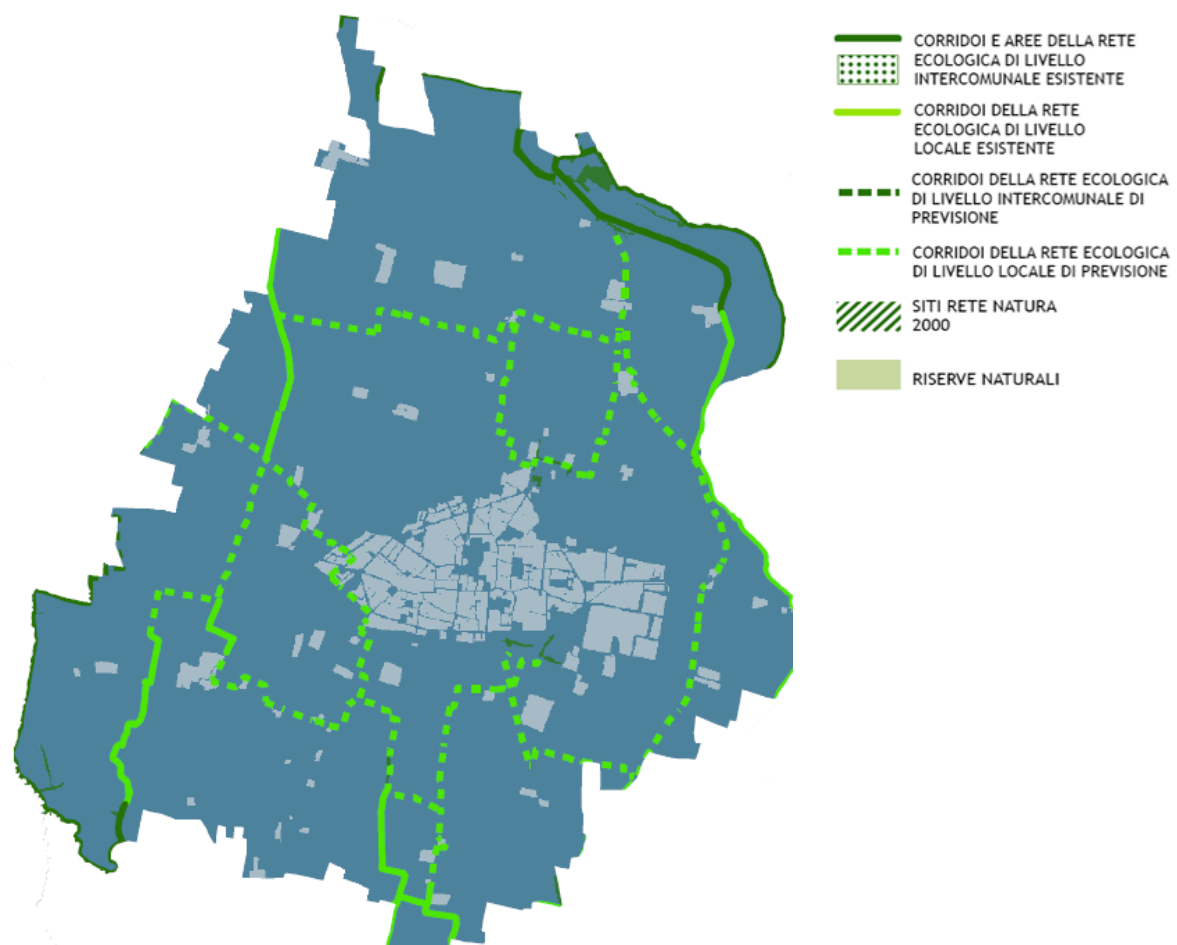 CORRIDOI E AREE DELLA RETE
ECOLOGICA DI LIVELLO
INTERCOMUNALE ESISTENTE
CORRIDOI DELLA RETE
ECOLOGICA DI LIVELLO
LOCALE ESISTENTE
CORRIDOI DELLA RETE ECOLOGICA
DI LIVELLO INTERCOMUNALE DI
PREVISIONE
CORRIDOI DELLA RETE ECOLOGICA
DI LIVELLO LOCALE DI PREVISIONE
SITI RETE NATURA
2000
RISERVE NATURALI